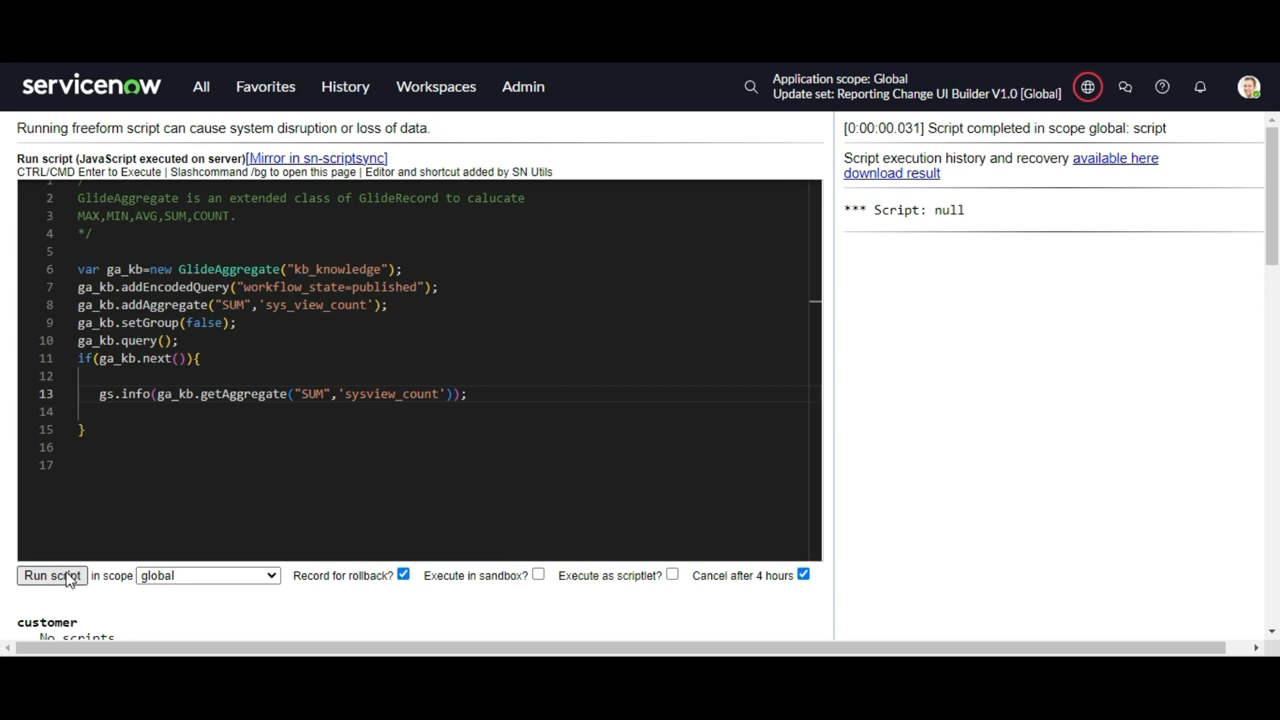 servicenow All Favorites History Workspaces Admin
Application scope: Global
Update set: Reporting Change UI Builder V1.0 [Global]
Running freeform script can cause system disruption or loss of data.
Run script (JavaScript executed on server)[Mirror in sn-scriptsync]
CTRL/CMD Enter to Execute | Slashcommand /bg to open this page | Editor and shortcut added by SN Utils
1 /
2 GlideAggregate is an extended class of GlideRecord to calucate
3 MAX,MIN,AVG,SUM,COUNT.
4 */
5
6 var ga_kb=new GlideAggregate("kb_knowledge");
7 ga_kb.addEncodedQuery("workflow_state=published");
8 ga_kb.addAggregate("SUM",'sys_view_count');
9 ga_kb.setGroup(false);
10 ga_kb.query();
11 if(ga_kb.next()){
12
13 gs.info(ga_kb.getAggregate("SUM",'sysview_count'));
14
15 }
16
17
Run script in scope global Record for rollback? Execute in sandbox? Execute as scriptlet? Cancel after 4 hours
customer
No scripts
[0:00:00.031] Script completed in scope global: script
Script execution history and recovery available here
download result
*** Script: null